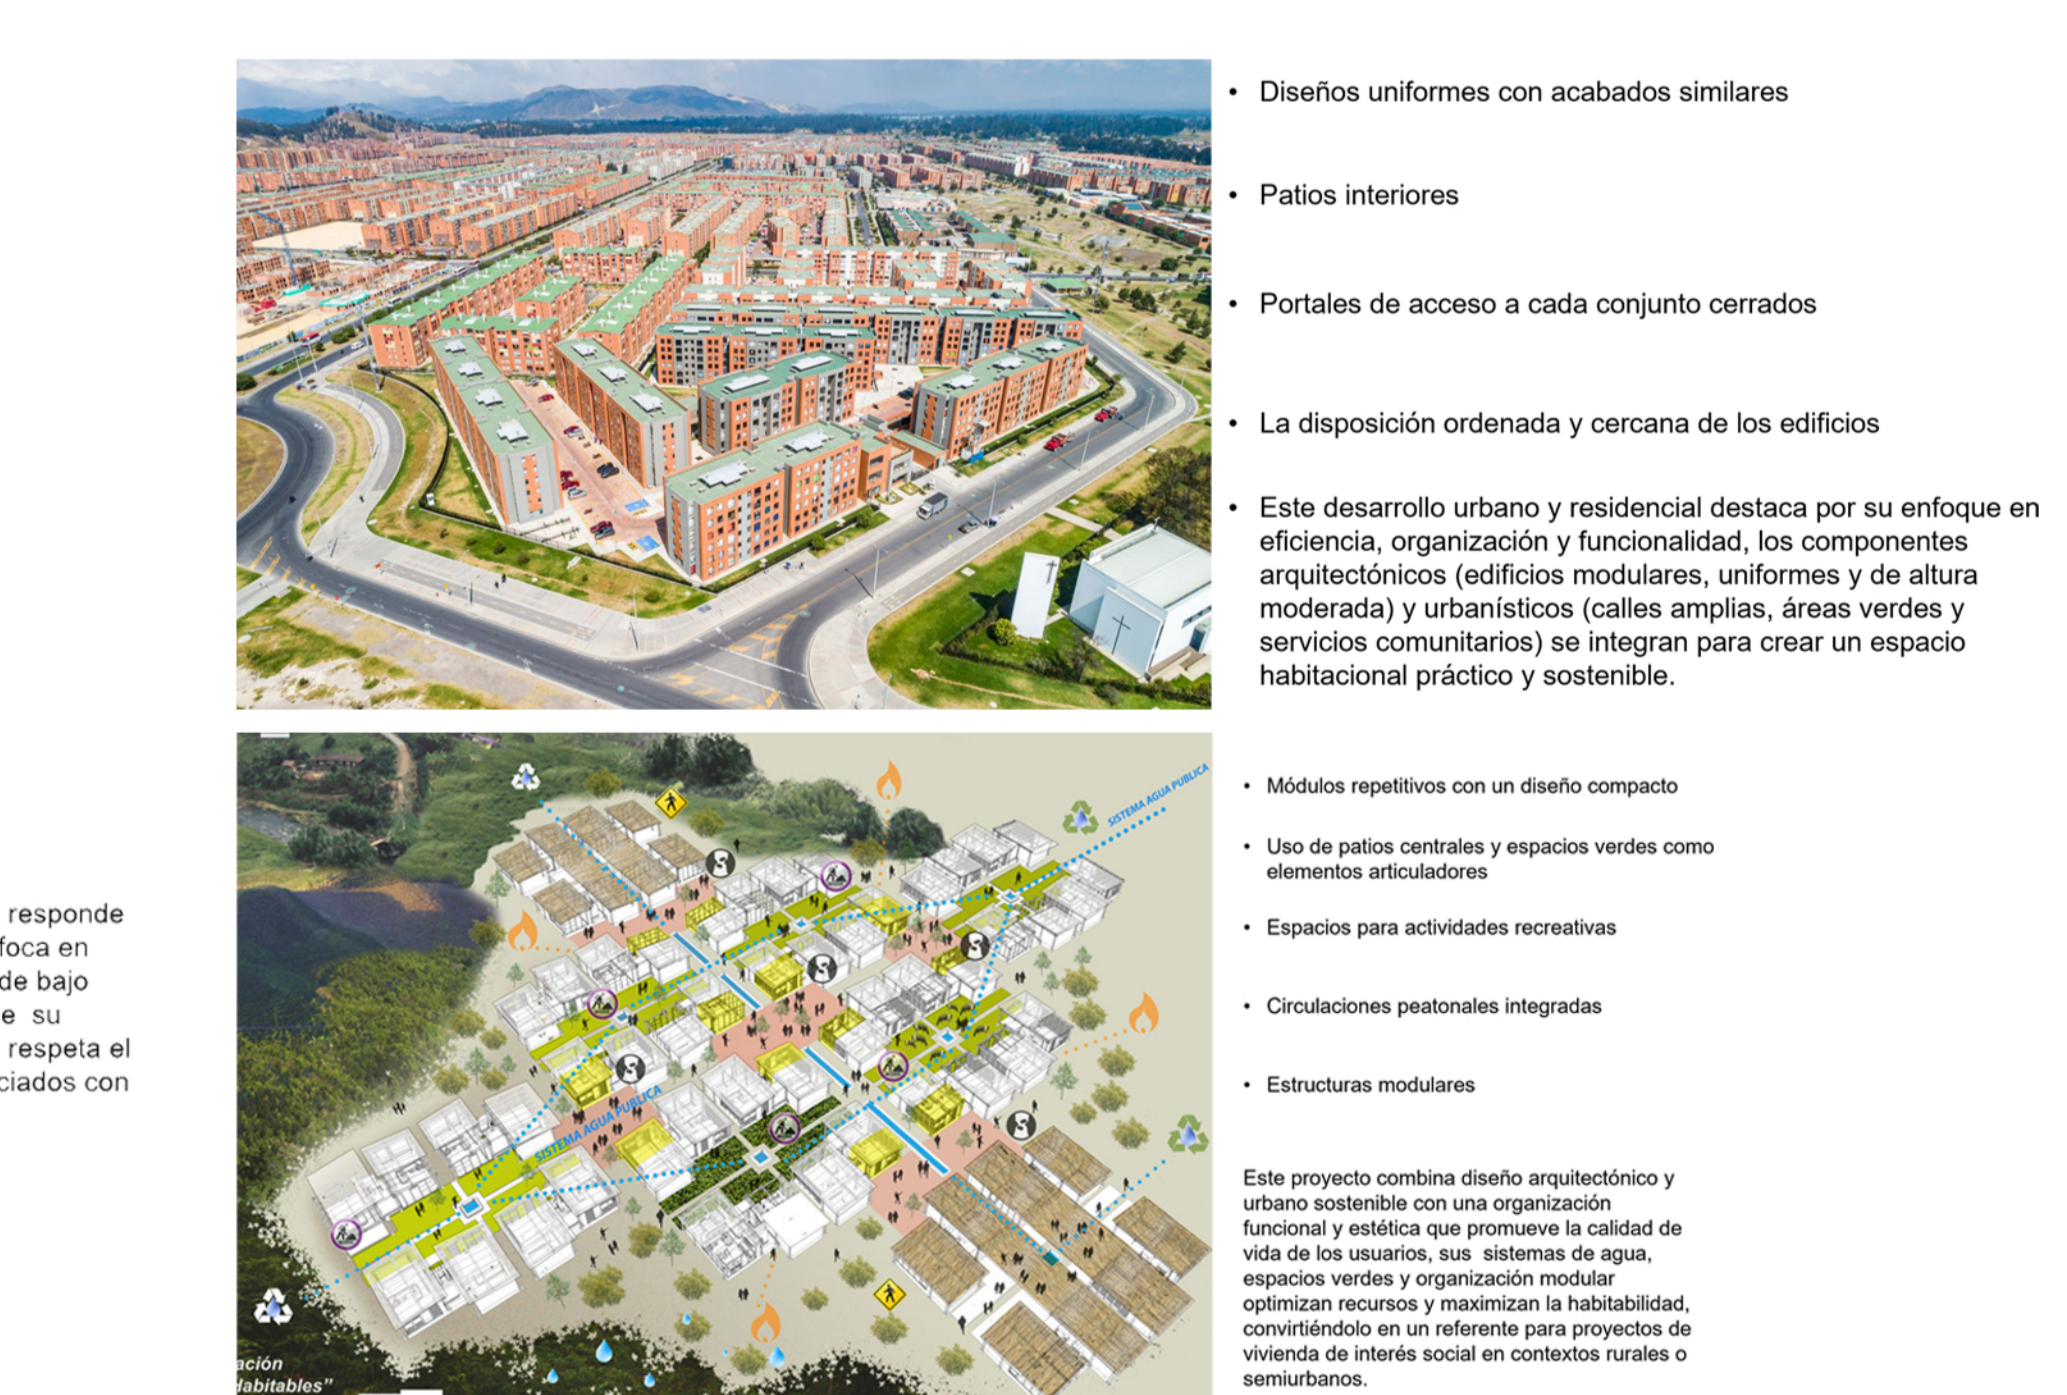 • Diseños uniformes con acabados similares
• Patios interiores
• Portales de acceso a cada conjunto cerrados
• La disposición ordenada y cercana de los edificios
• Este desarrollo urbano y residencial destaca por su enfoque en
eficiencia, organización y funcionalidad, los componentes
arquitectónicos (edificios modulares, uniformes y de altura
moderada) y urbanísticos (calles amplias, áreas verdes y
servicios comunitarios) se integran para crear un espacio
habitacional práctico y sostenible.
responde
foca en
de bajo
e su
respeta el
ciados con
SISTEMA AGUA PUBLICA
SISTEMA AGUA PUBLICA
ación
Habitables”
• Módulos repetitivos con un diseño compacto
• Uso de patios centrales y espacios verdes como
elementos articuladores
• Espacios para actividades recreativas
• Circulaciones peatonales integradas
• Estructuras modulares
Este proyecto combina diseño arquitectónico y
urbano sostenible con una organización
funcional y estética que promueve la calidad de
vida de los usuarios, sus sistemas de agua,
espacios verdes y organización modular
optimizan recursos y maximizan la habitabilidad,
convirtiéndolo en un referente para proyectos de
vivienda de interés social en contextos rurales o
semiurbanos.